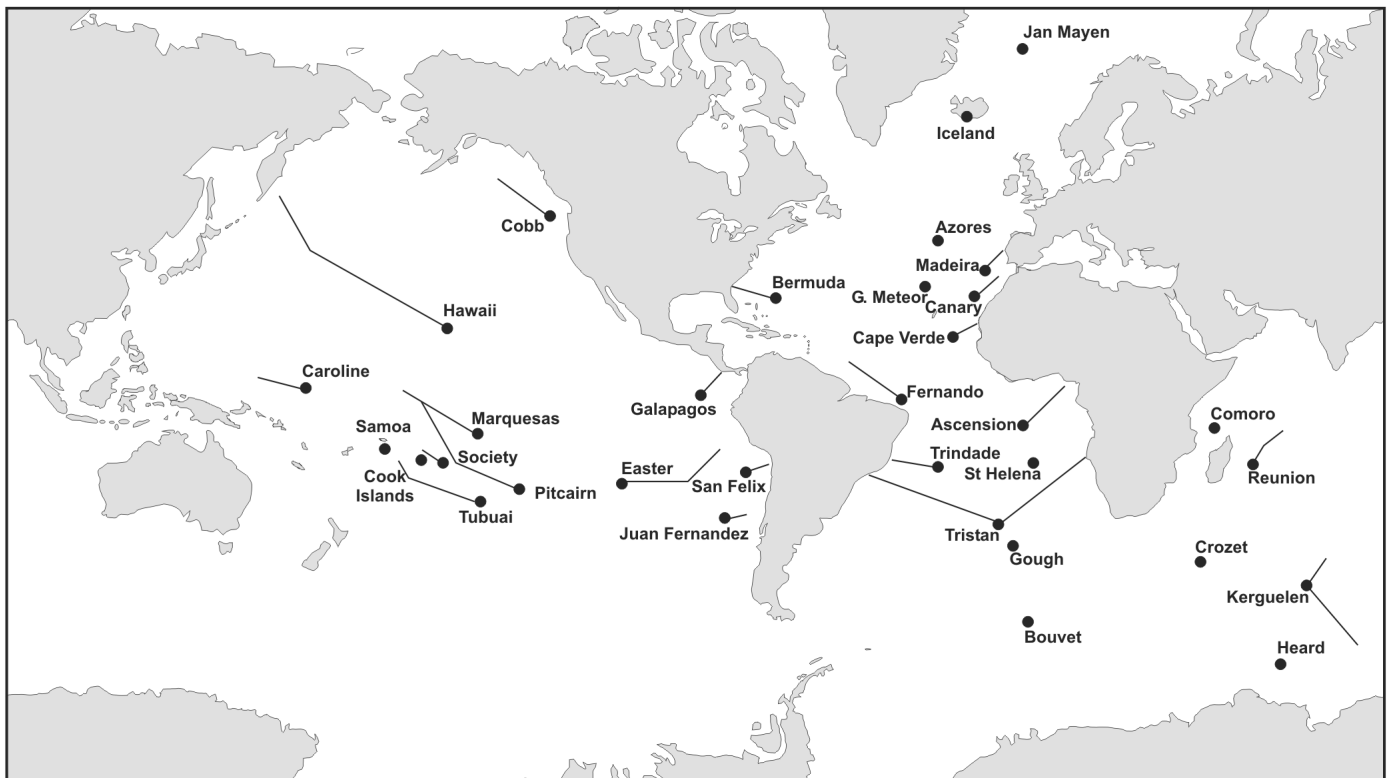 Jan Mayen
Iceland
Cobb
Azores
Madeira
Bermuda
G. Meteor
Canary
Hawaii
Cape Verde
Caroline
Fernando
Galapagos
Marquesas
Ascension
Comoro
Samoa
Trindade
Society
Easter
St Helena
Cook
Islands
San Felix
Reunion
Pitcairn
Tubuai
Juan Fernandez
Tristan
Gough
Crozet
Kerguelen
Bouvet
Heard